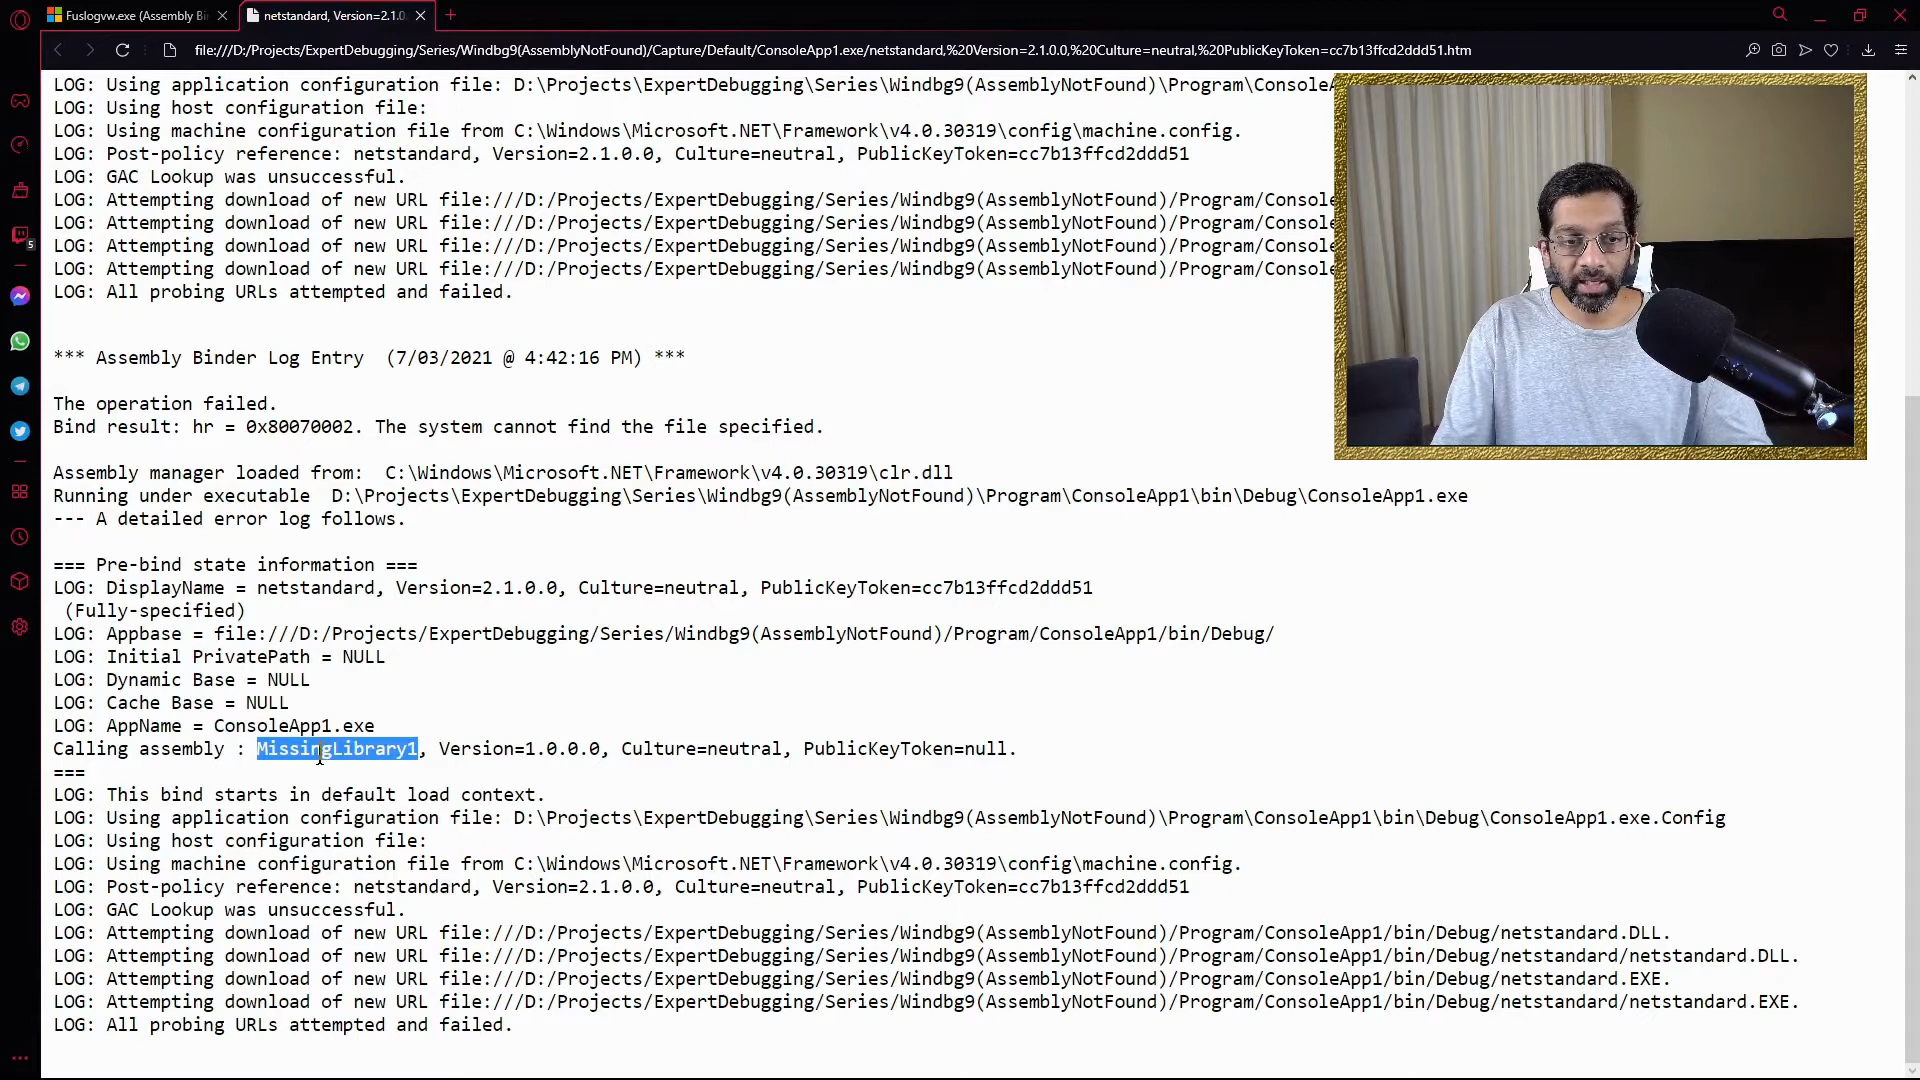 Fuslogvw.exe (Assembly Bi
netstandard, Version=2.1.0.
file:///D:/Projects/ExpertDebugging/Series/Windbg9(AssemblyNotFound)/Capture/Default/ConsoleApp1.exe/netstandard,%20Version=2.1.0.0,%20Culture=neutral,%20PublicKeyToken=cc7b13ffcd2ddd51.htm
LOG: Using application configuration file: D:\Projects\ExpertDebugging\Series\Windbg9(AssemblyNotFound)\Program\ConsoleA
LOG: Using host configuration file:
LOG: Using machine configuration file from C:\Windows\Microsoft.NET\Framework\v4.0.30319\config\machine.config.
LOG: Post-policy reference: netstandard, Version=2.1.0.0, Culture=neutral, PublicKeyToken=cc7b13ffcd2ddd51
LOG: GAC Lookup was unsuccessful.
LOG: Attempting download of new URL file:///D:/Projects/ExpertDebugging/Series/Windbg9(AssemblyNotFound)/Program/Console
LOG: Attempting download of new URL file:///D:/Projects/ExpertDebugging/Series/Windbg9(AssemblyNotFound)/Program/Console
LOG: Attempting download of new URL file:///D:/Projects/ExpertDebugging/Series/Windbg9(AssemblyNotFound)/Program/Console
LOG: Attempting download of new URL file:///D:/Projects/ExpertDebugging/Series/Windbg9(AssemblyNotFound)/Program/Console
LOG: All probing URLs attempted and failed.
*** Assembly Binder Log Entry  (7/03/2021 @ 4:42:16 PM) ***
The operation failed.
Bind result: hr = 0x80070002. The system cannot find the file specified.
Assembly manager loaded from:  C:\Windows\Microsoft.NET\Framework\v4.0.30319\clr.dll
Running under executable  D:\Projects\ExpertDebugging\Series\Windbg9(AssemblyNotFound)\Program\ConsoleApp1\bin\Debug\ConsoleApp1.exe
--- A detailed error log follows.
=== Pre-bind state information ===
LOG: DisplayName = netstandard, Version=2.1.0.0, Culture=neutral, PublicKeyToken=cc7b13ffcd2ddd51
(Fully-specified)
LOG: Appbase = file:///D:/Projects/ExpertDebugging/Series/Windbg9(AssemblyNotFound)/Program/ConsoleApp1/bin/Debug/
LOG: Initial PrivatePath = NULL
LOG: Dynamic Base = NULL
LOG: Cache Base = NULL
LOG: AppName = ConsoleApp1.exe
Calling assembly : MissingLibrary1, Version=1.0.0.0, Culture=neutral, PublicKeyToken=null.
===
LOG: This bind starts in default load context.
LOG: Using application configuration file: D:\Projects\ExpertDebugging\Series\Windbg9(AssemblyNotFound)\Program\ConsoleApp1\bin\Debug\ConsoleApp1.exe.Config
LOG: Using host configuration file:
LOG: Using machine configuration file from C:\Windows\Microsoft.NET\Framework\v4.0.30319\config\machine.config.
LOG: Post-policy reference: netstandard, Version=2.1.0.0, Culture=neutral, PublicKeyToken=cc7b13ffcd2ddd51
LOG: GAC Lookup was unsuccessful.
LOG: Attempting download of new URL file:///D:/Projects/ExpertDebugging/Series/Windbg9(AssemblyNotFound)/Program/ConsoleApp1/bin/Debug/netstandard.DLL.
LOG: Attempting download of new URL file:///D:/Projects/ExpertDebugging/Series/Windbg9(AssemblyNotFound)/Program/ConsoleApp1/bin/Debug/netstandard/netstandard.DLL.
LOG: Attempting download of new URL file:///D:/Projects/ExpertDebugging/Series/Windbg9(AssemblyNotFound)/Program/ConsoleApp1/bin/Debug/netstandard.EXE.
LOG: Attempting download of new URL file:///D:/Projects/ExpertDebugging/Series/Windbg9(AssemblyNotFound)/Program/ConsoleApp1/bin/Debug/netstandard/netstandard.EXE.
LOG: All probing URLs attempted and failed.
5